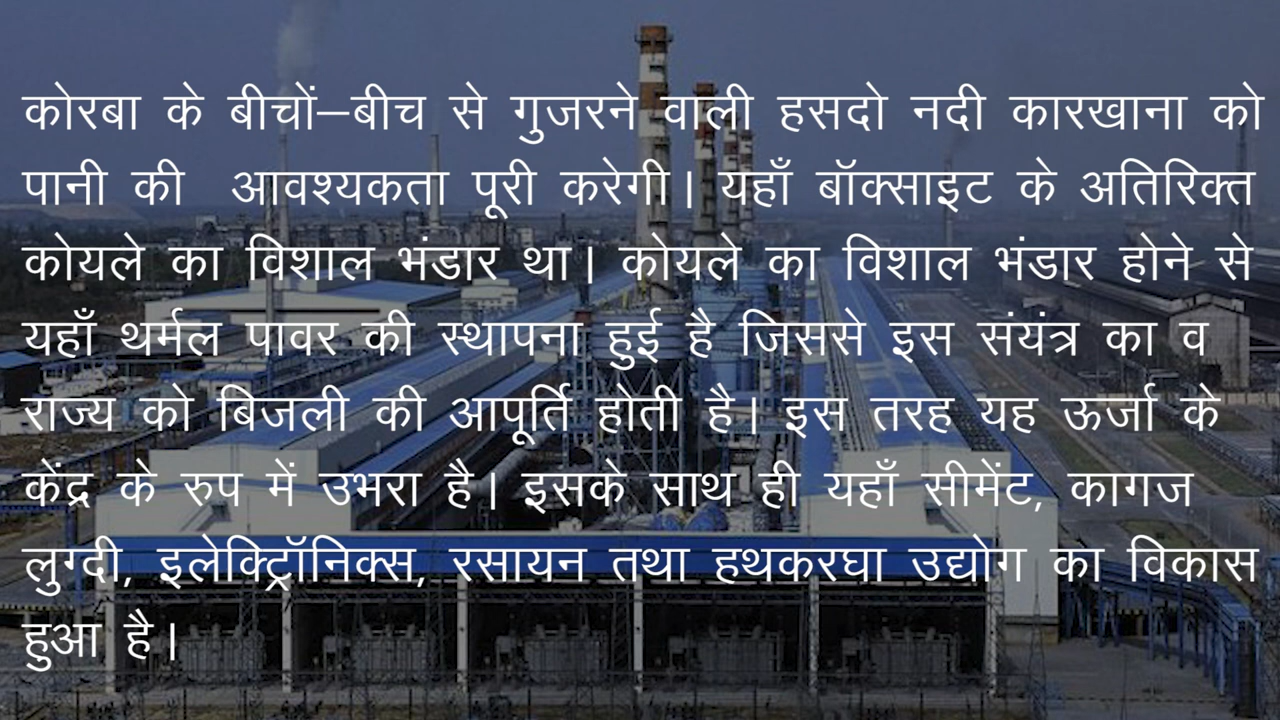 कोरबा के बीचों–बीच से गुजरने वाली हसदो नदी कारखाना को
पानी की आवश्यकता पूरी करेगी। यहाँ बॉक्साइट के अतिरिक्त
कोयले का विशाल भंडार था। कोयले का विशाल भंडार होने से
यहाँ थर्मल पावर की स्थापना हुई है जिससे इस संयंत्र का व
राज्य को बिजली की आपूर्ति होती है। इस तरह यह ऊर्जा के
केंद्र के रुप में उभरा है। इसके साथ ही यहाँ सीमेंट, कागज
लुग्दी, इलेक्ट्रिॉनिक्स, रसायन तथा हथकरघा उद्योग का विकास
हुआ है।